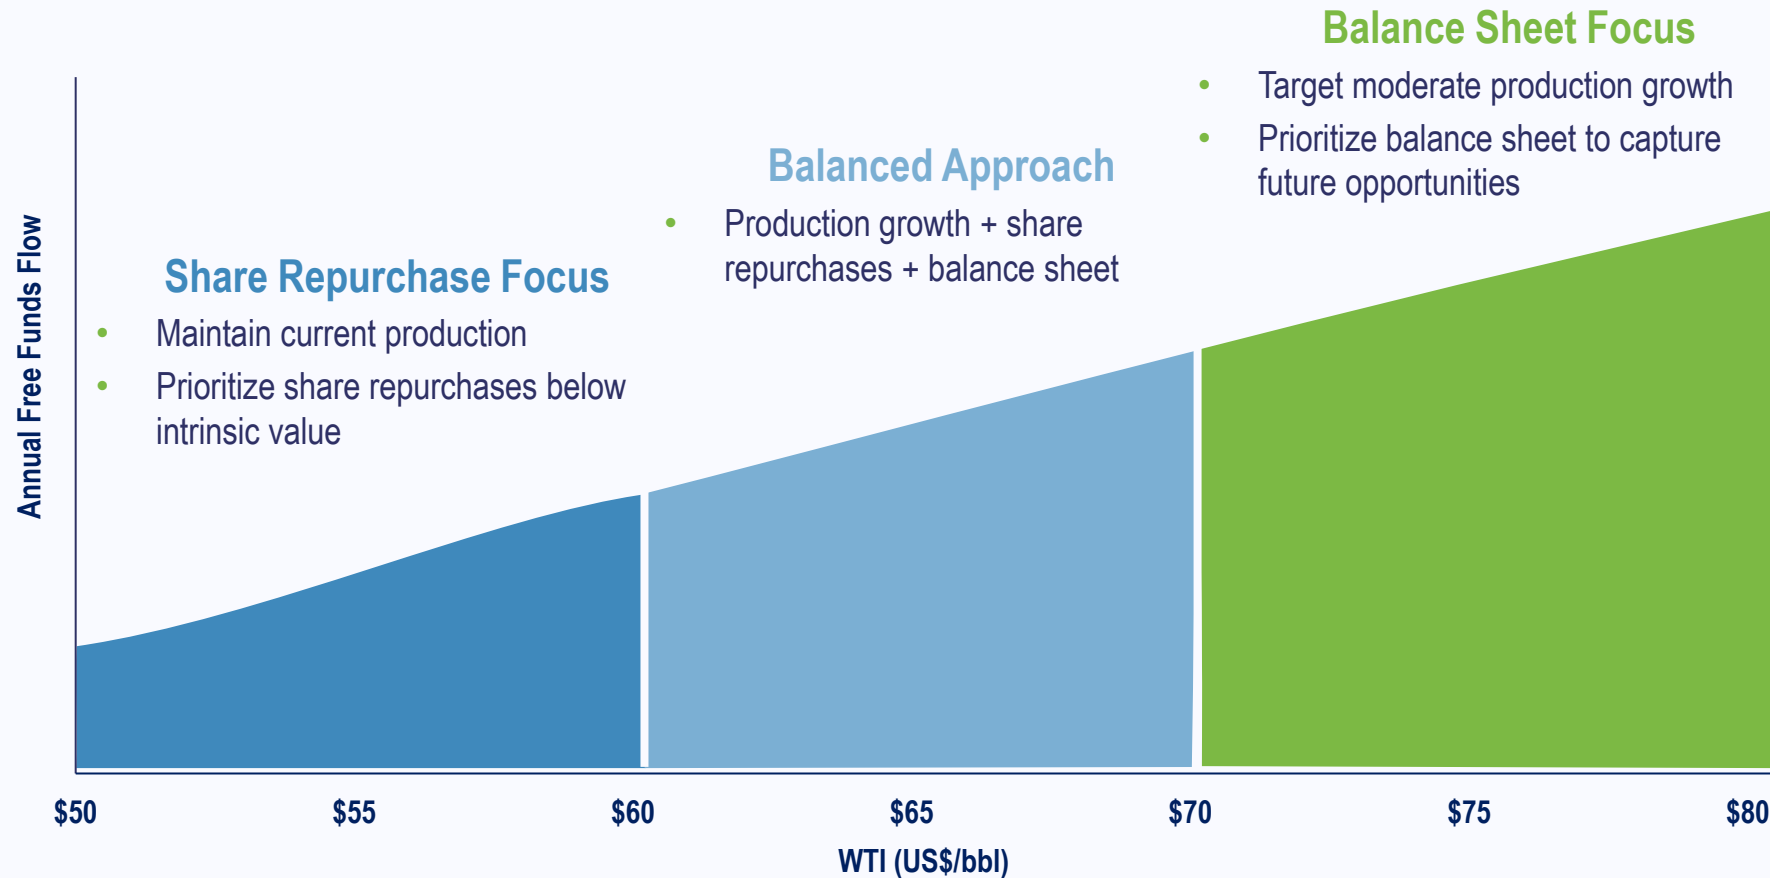 Balance Sheet Focus
• Target moderate production growth
• Prioritize balance sheet to capture
future opportunities
Balanced Approach
• Production growth + share
repurchases + balance sheet
Share Repurchase Focus
• Maintain current production
• Prioritize share repurchases below
intrinsic value
Annual Free Funds Flow
$50 $55 $60 $65 $70 $75 $80
WTI (US$/bbl)